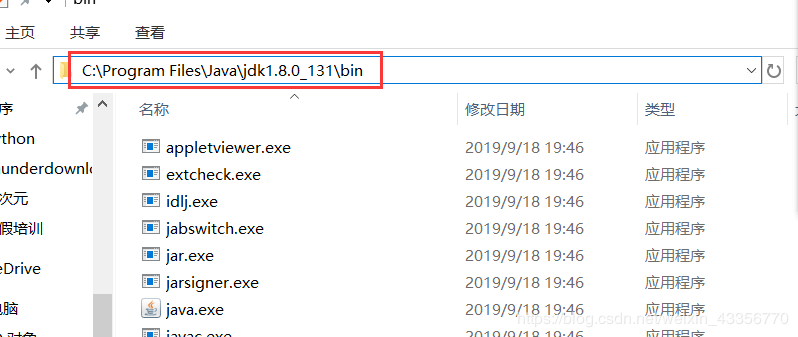 bin
主页 共享 查看
C:\Program Files\Java\jdk1.8.0_131\bin
序 名称 修改日期 类型
ython appletviewer.exe 2019/9/18 19:46 应用程序
hunderdownlo extcheck.exe 2019/9/18 19:46 应用程序
次元 idlj.exe 2019/9/18 19:46 应用程序
假培训 jabswitch.exe 2019/9/18 19:46 应用程序
jar.exe 2019/9/18 19:46 应用程序
eDrive jarsigner.exe 2019/9/18 19:46 应用程序
电脑 java.exe 2019/9/18 19:46 应用程序
javac.exe 2019/9/18 19:46 应用程序
https://blog.csdn.net/weixin_43356770